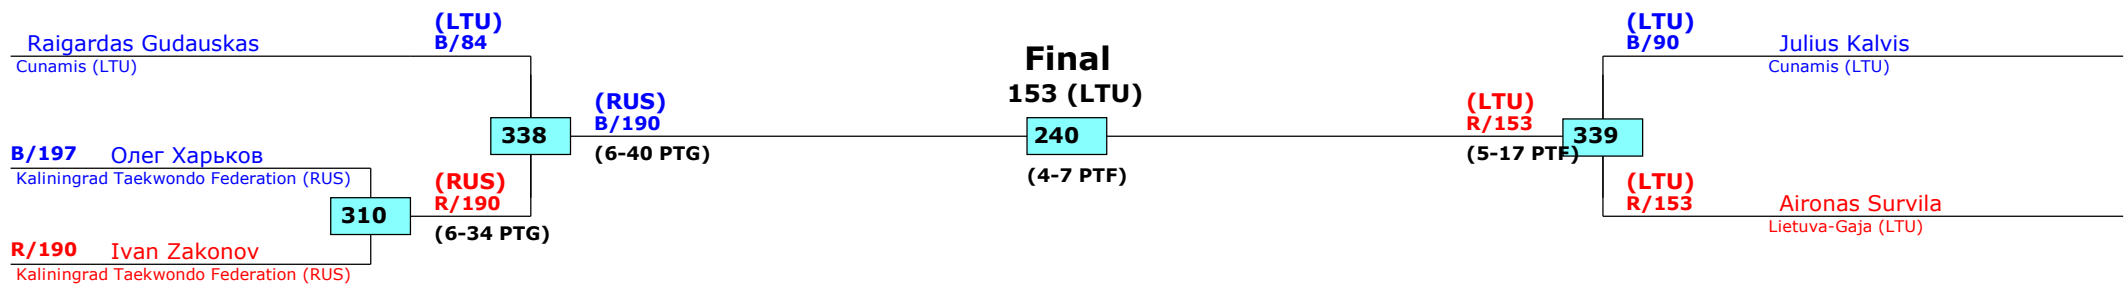 (LTU)
B/84
Raigardas Gudauskas
Cunamis (LTU)
Final
153 (LTU)
(LTU)
B/90
Julius Kalvis
Cunamis (LTU)
(RUS)
B/190
338
(6-40 PTG)
240
(4-7 PTF)
(LTU)
R/153
339
(5-17 PTF)
B/197 Олег Харьков
Kaliningrad Taekwondo Federation (RUS)
(RUS)
R/190
310
(6-34 PTG)
R/190 Ivan Zakonov
Kaliningrad Taekwondo Federation (RUS)
(LTU)
R/153
Aironas Survila
Lietuva-Gaja (LTU)